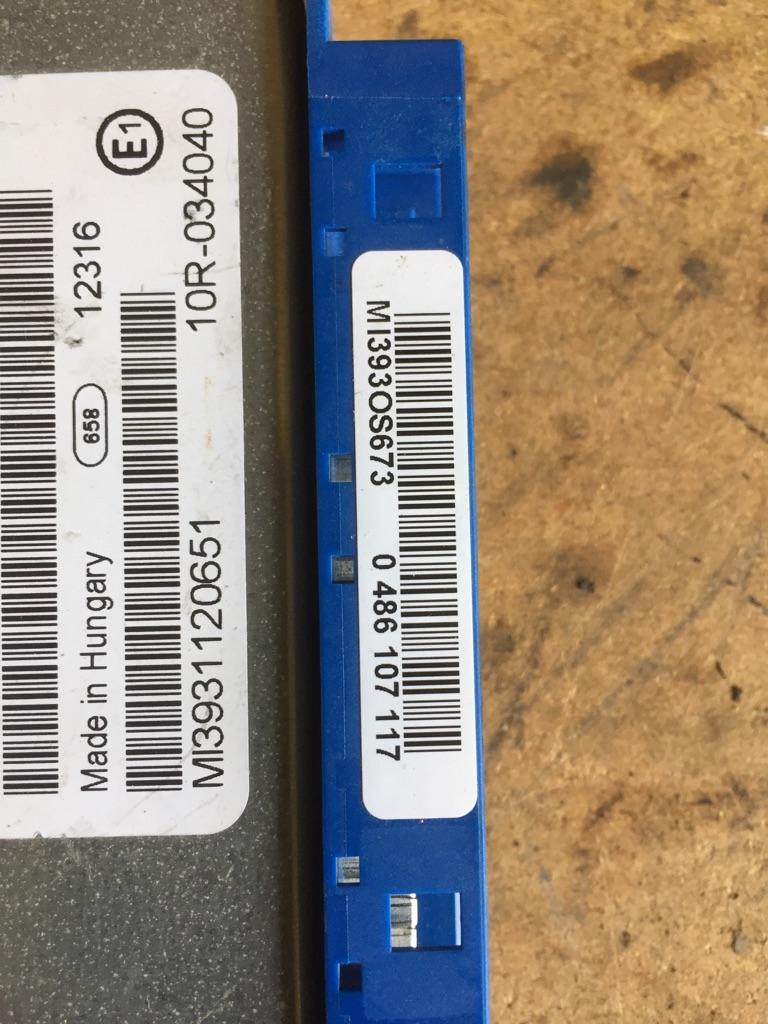 E1
10R-034040
12316
658
Made in Hungary
MI3931120651
MI393OS673 0 486 107 117